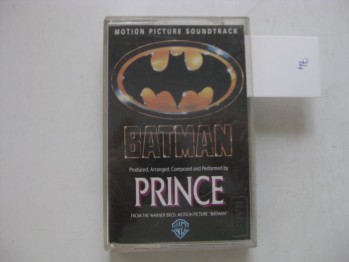 MOTION PICTURE SOUNDTRACK
BATMAN
Produced, Arranged, Composed and Performed by
PRINCE
FROM THE WARNER BROS. MOTION PICTURE "BATMAN"